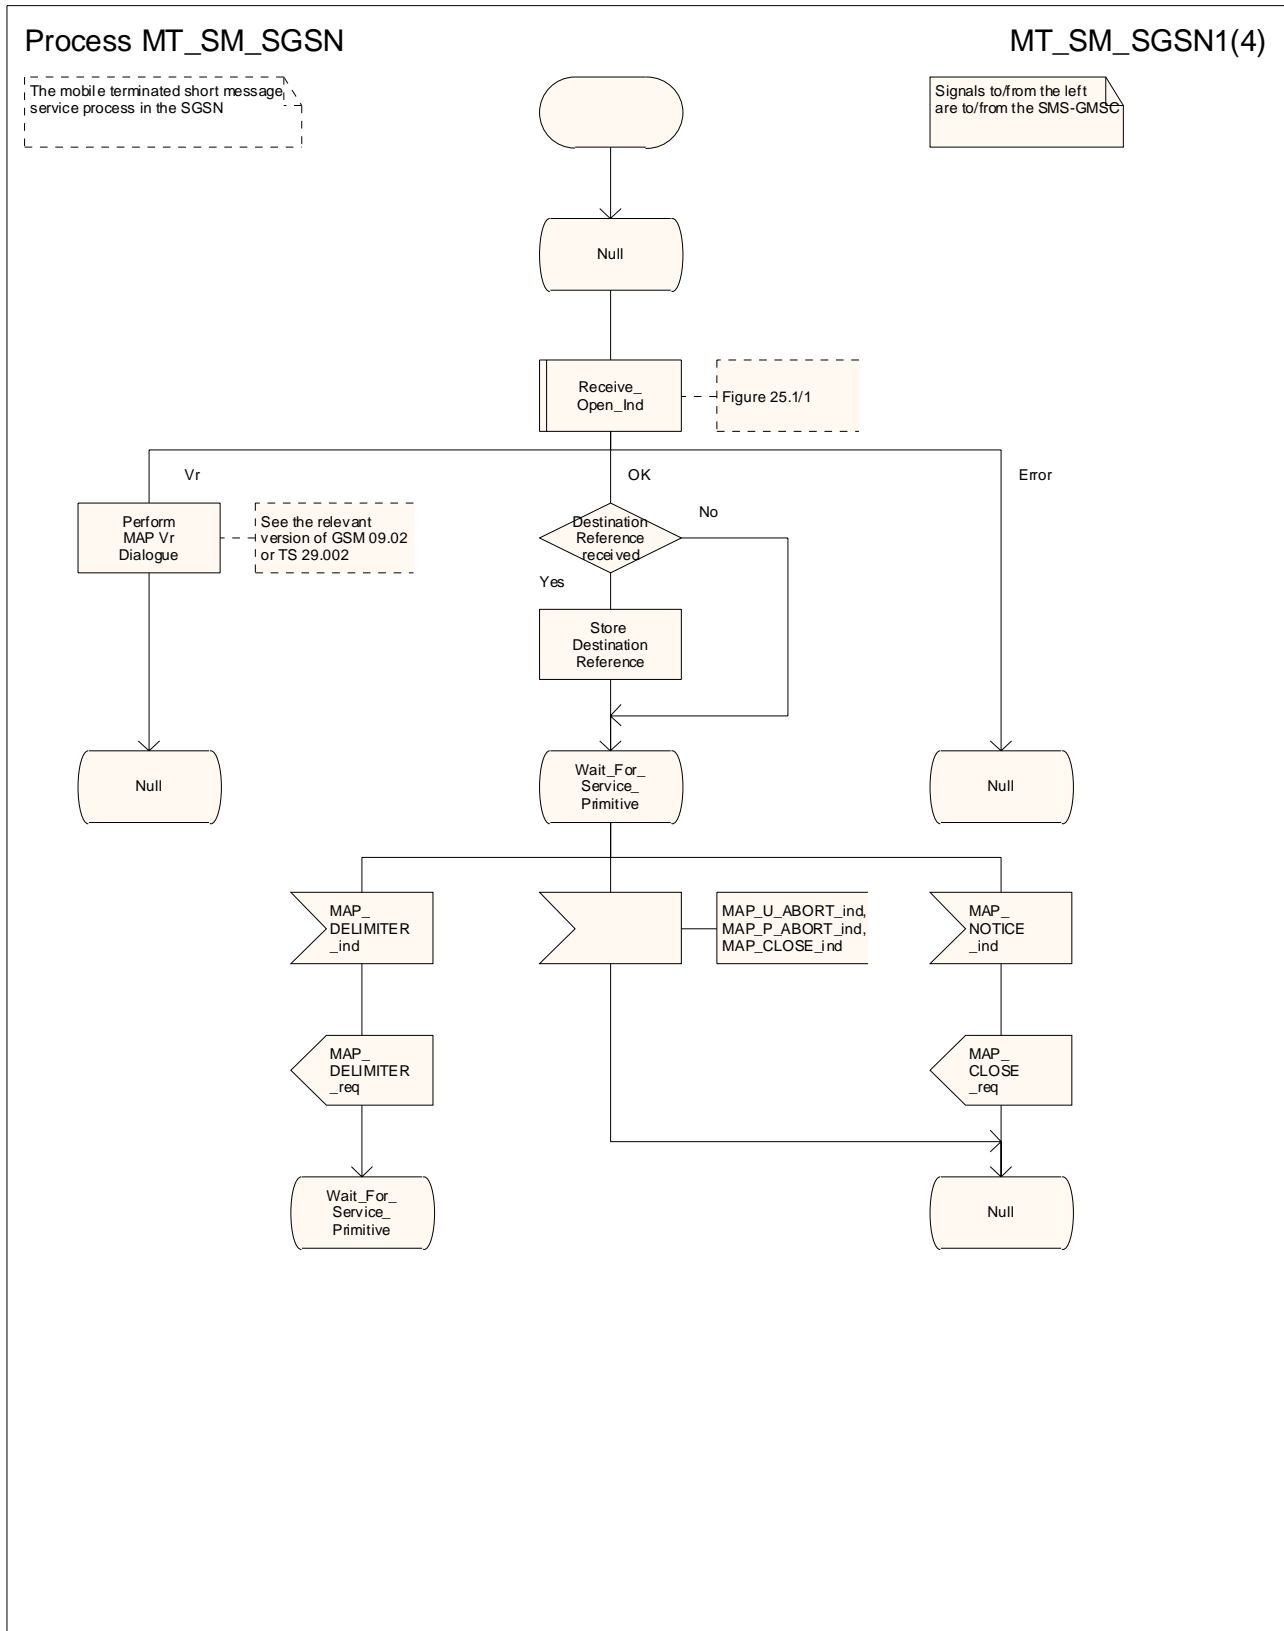 Process MT_SM_SGSN
MT_SM_SGSN1(4)
The mobile terminated short message
service process in the SGSN
Signals to/from the left
are to/from the SMS-GMSC
Null
Receive_
Open_Ind
Figure 25.1/1
Vr
OK
Error
Perform
MAP Vr
Dialogue
See the relevant
version of GSM 09.02
or TS 29.002
Destination
Reference
received
No
Yes
Store
Destination
Reference
Null
Wait_For_
Service_
Primitive
Null
MAP_
DELIMITER
_ind
MAP_U_ABORT_ind,
MAP_P_ABORT_ind,
MAP_CLOSE_ind
MAP_
NOTICE
_ind
MAP_
DELIMITER
_req
MAP_
CLOSE
_req
Wait_For_
Service_
Primitive
Null